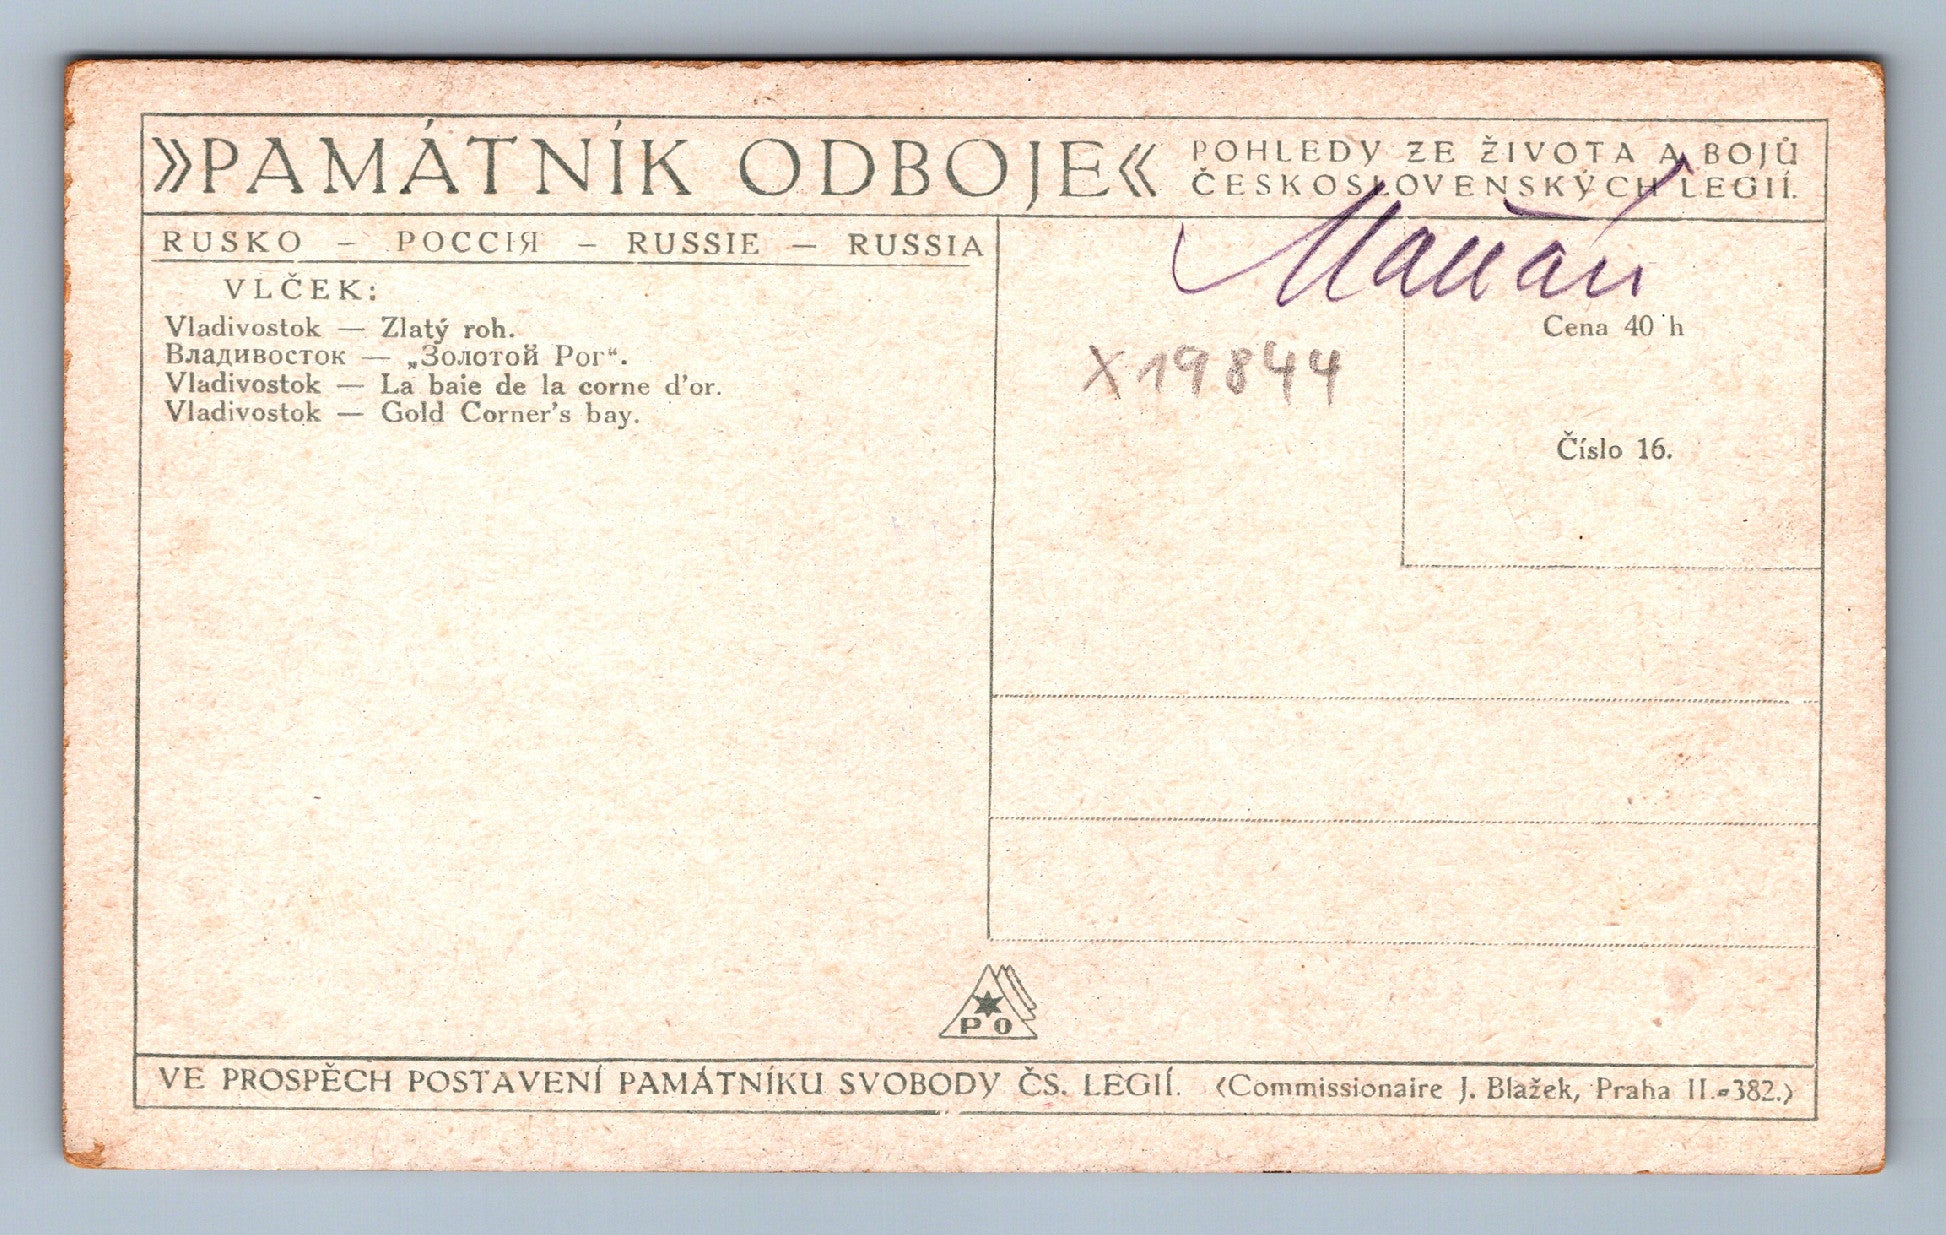 »PAMÁTNÍK ODBOJE« POHLEDY ZE ŽIVOTA A BOJŮ
ČESKOSLOVENSKÝCH LEGIÍ.
RUSKO – РОССІЯ – RUSSIE – RUSSIA
VLČEK:
Vladivostok — Zlatý roh.
Владивосток — „Золотой Рог“.
Vladivostok — La baie de la corne d'or.
Vladivostok — Gold Corner's bay.
X 19844
Cena 40 h
Číslo 16.
PO
VE PROSPĚCH POSTAVENÍ PAMÁTNÍKU SVOBODY ČS. LEGIÍ. (Commissionaire J. Blažek, Praha II.-382.)